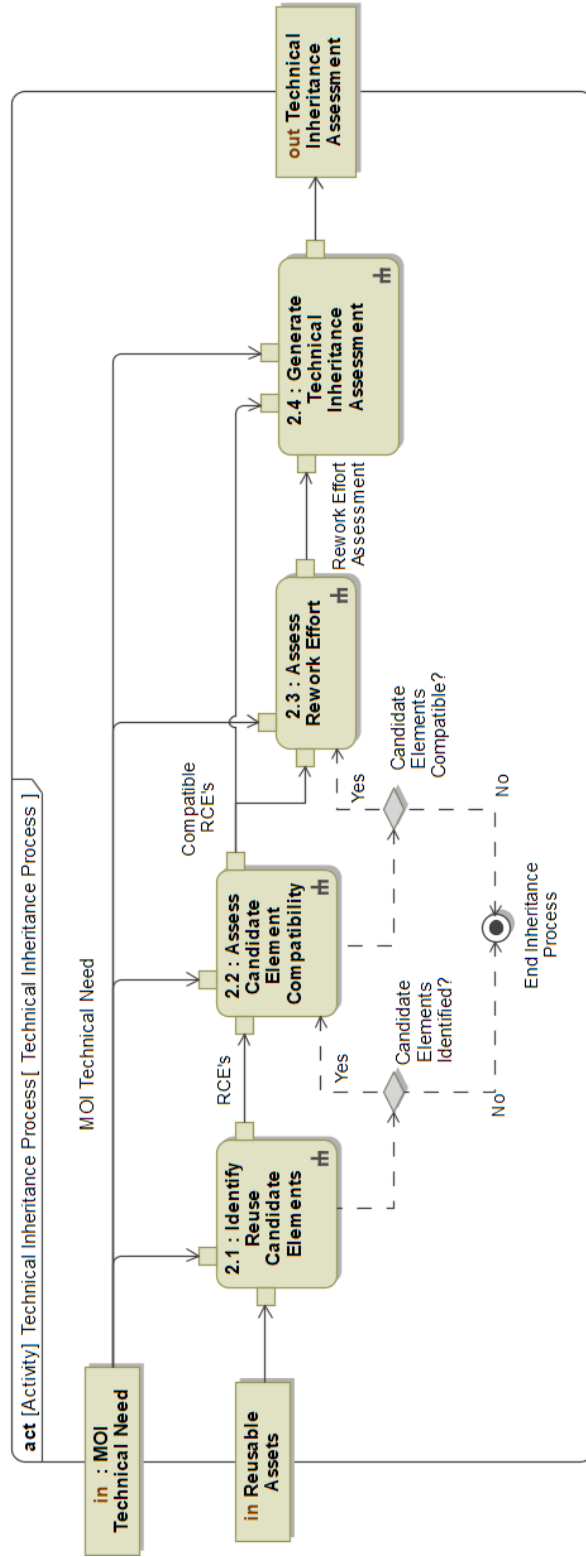 act [Activity] Technical Inheritance Process[ Technical Inheritance Process ]
in : MOI
Technical Need
MOI Technical Need
in Reusable
Assets
2.1 : Identify
Reuse
Candidate
Elements
RCE's
2.2 : Assess
Candidate
Element
Compatibility
Compatible
RCE's
2.3 : Assess
Rework Effort
Rework Effort
Assessment
2.4 : Generate
Technical
Inheritance
Assessment
out Technical
Inheritance
Assessment
Yes
Candidate
Elements
Identified?
No
Yes
Candidate
Elements
Compatible?
No
End Inheritance
Process